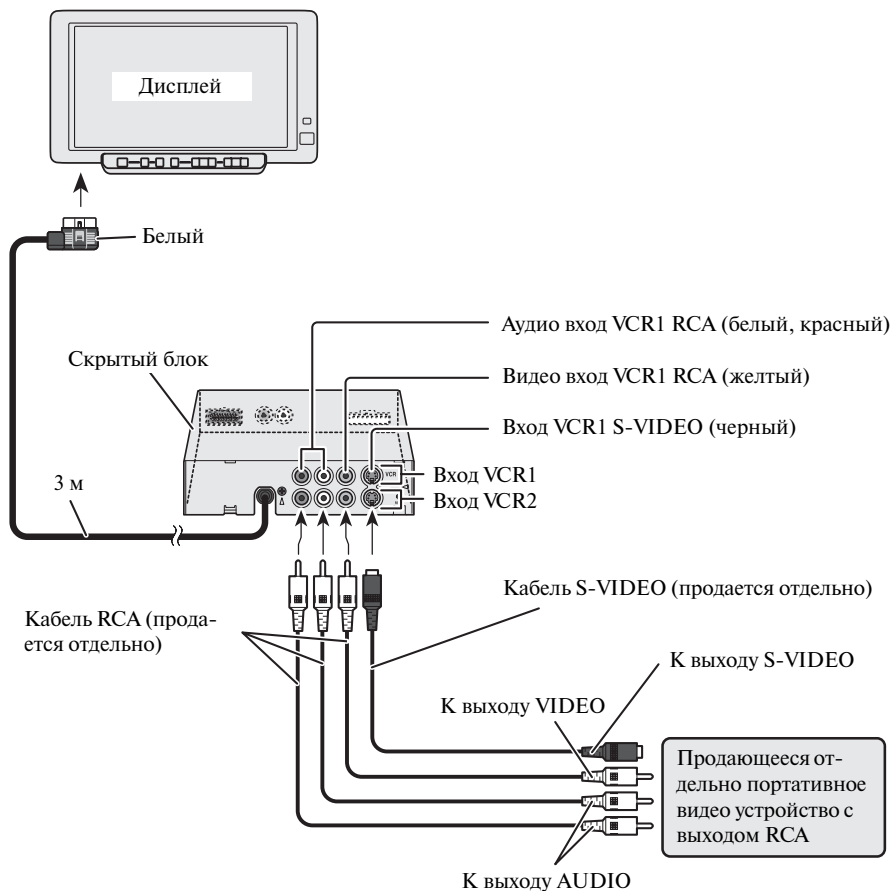 Дисплей
Белый
Аудио вход VCR1 RCA (белый, красный)
Скрытый блок
Видео вход VCR1 RCA (желтый)
Вход VCR1 S-VIDEO (черный)
VCR
3 м
Вход VCR1
Вход VCR2
Кабель S-VIDEO (продается отдельно)
Кабель RCA (прода-
ется отдельно)
К выходу S-VIDEO
К выходу VIDEO
Продающееся от-
дельно портативное
видео устройство с
выходом RCA
К выходу AUDIO